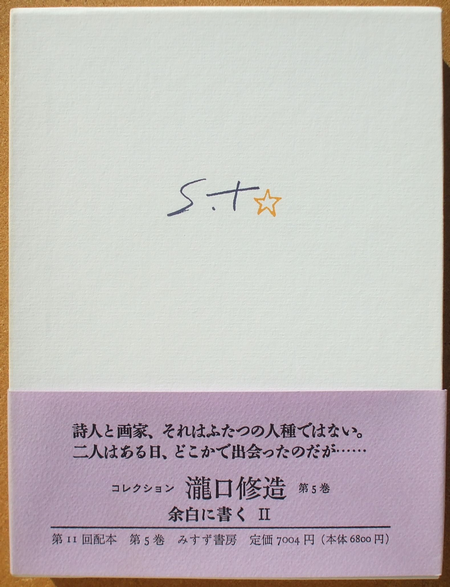 S.t☆
詩人と画家、それはふたつの人種ではない。
二人はある日、どこかで出会ったのだが……
コレクション 瀧口修造 第5巻
余白に書く II
第11回配本 第5巻 みすず書房 定価7004円（本体6800円）